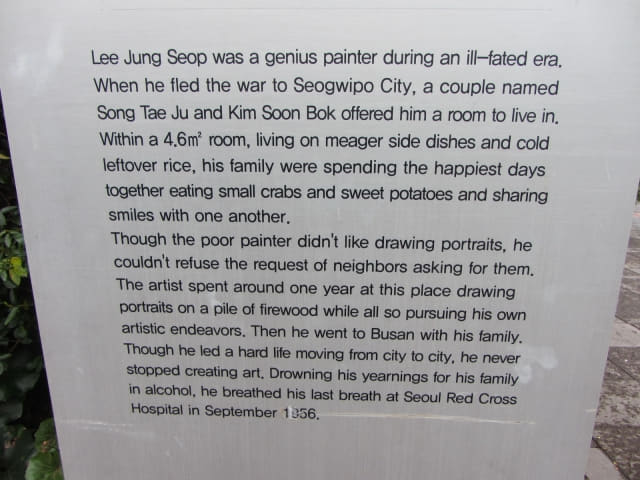 Lee Jung Seop was a genius painter during an ill-fated era.
When he fled the war to Seogwipo City, a couple named
Song Tae Ju and Kim Soon Bok offered him a room to live in.
Within a 4.6㎡ room, living on meager side dishes and cold
leftover rice, his family were spending the happiest days
together eating small crabs and sweet potatoes and sharing
smiles with one another.
Though the poor painter didn't like drawing portraits, he
couldn't refuse the request of neighbors asking for them.
The artist spent around one year at this place drawing
portraits on a pile of firewood while all so pursuing his own
artistic endeavors. Then he went to Busan with his family.
Though he led a hard life moving from city to city, he never
stopped creating art. Drowning his yearnings for his family
in alcohol, he breathed his last breath at Seoul Red Cross
Hospital in September 1956.